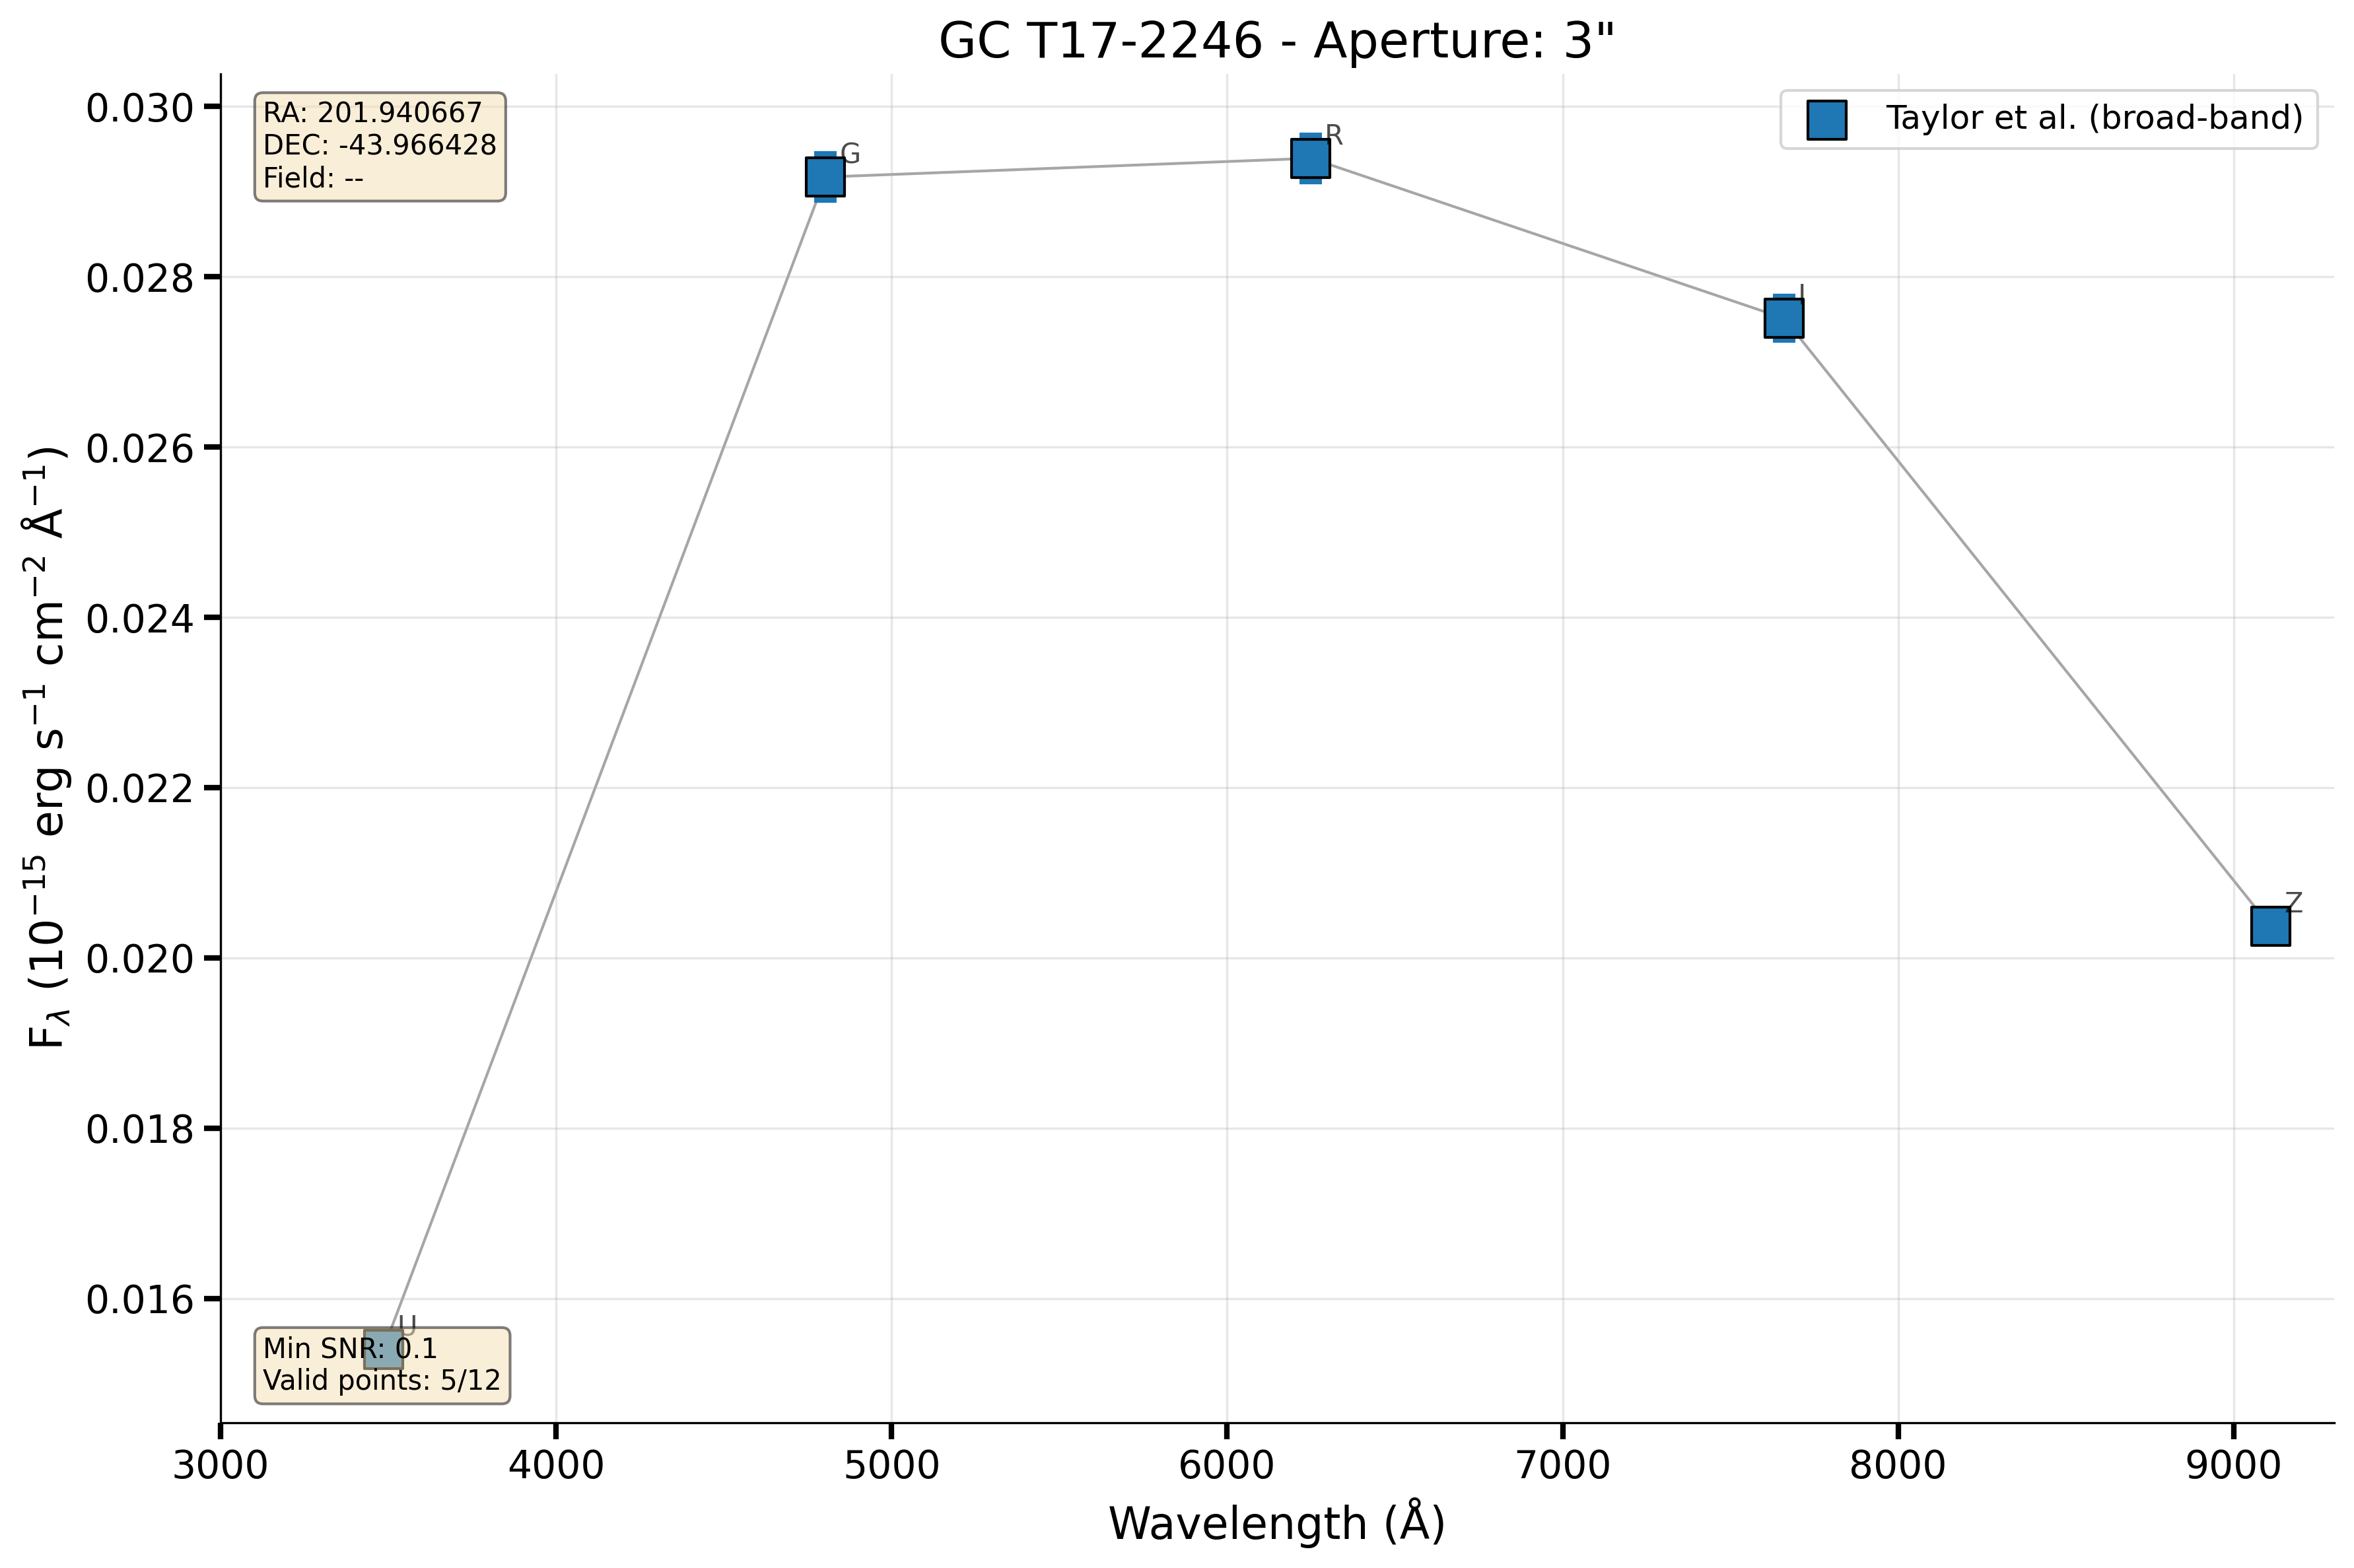 GC T17-2246 - Aperture: 3"
RA: 201.940667
DEC: -43.966428
Field: --
Taylor et al. (broad-band)
G
R
I
Z
U
Min SNR: 0.1
Valid points: 5/12
0.030
0.028
0.026
0.024
0.022
0.020
0.018
0.016
F_λ (10⁻¹⁵ erg s⁻¹ cm⁻² Å⁻¹)
3000 4000 5000 6000 7000 8000 9000
Wavelength (Å)